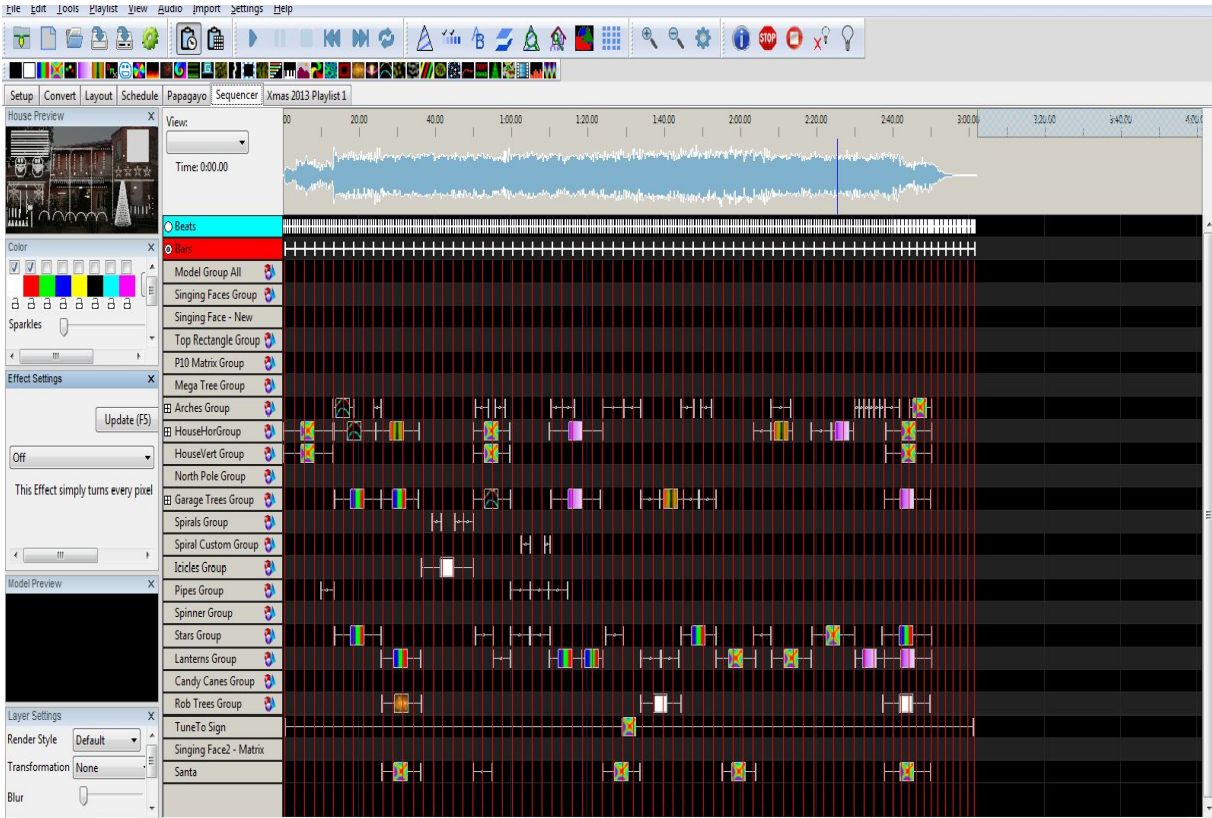 File Edit Tools Playlist View Audio Import Settings Help
STOP
Setup Convert Layout Schedule Papagayo Sequencer Xmas 2013 Playlist 1
House Preview X
View:
Time: 0:00.00
20.00 40.00 1:00.00 1:20.00 1:40.00 2:00.00 2:20.00 2:40.00 3:00.00 3:20.00 3:40.00
Beats
Bars
Model Group All
Singing Faces Group
Singing Face - New
Top Rectangle Group
P10 Matrix Group
Mega Tree Group
Arches Group
HouseHorGroup
HouseVert Group
North Pole Group
Garage Trees Group
Spirals Group
Spiral Custom Group
Icicles Group
Pipes Group
Spinner Group
Stars Group
Lanterns Group
Candy Canes Group
Rob Trees Group
TuneTo Sign
Singing Face2 - Matrix
Santa
Color X
Sparkles
Effect Settings X
Update (F5)
Off
This Effect simply turns every pixel
Model Preview X
Layer Settings X
Render Style Default
Transformation None
Blur